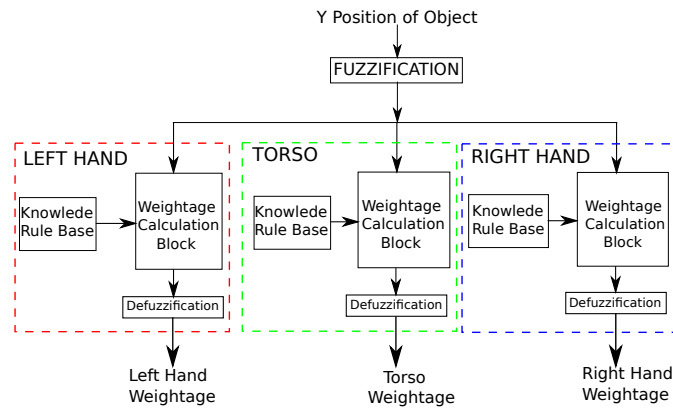 Y Position of Object
FUZZIFICATION
LEFT HAND
Knowlede
Rule Base
Weightage
Calculation
Block
Defuzzification
Left Hand
Weightage
TORSO
Knowlede
Rule Base
Weightage
Calculation
Block
Defuzzification
Torso
Weightage
RIGHT HAND
Knowlede
Rule Base
Weightage
Calculation
Block
Defuzzification
Right Hand
Weightage